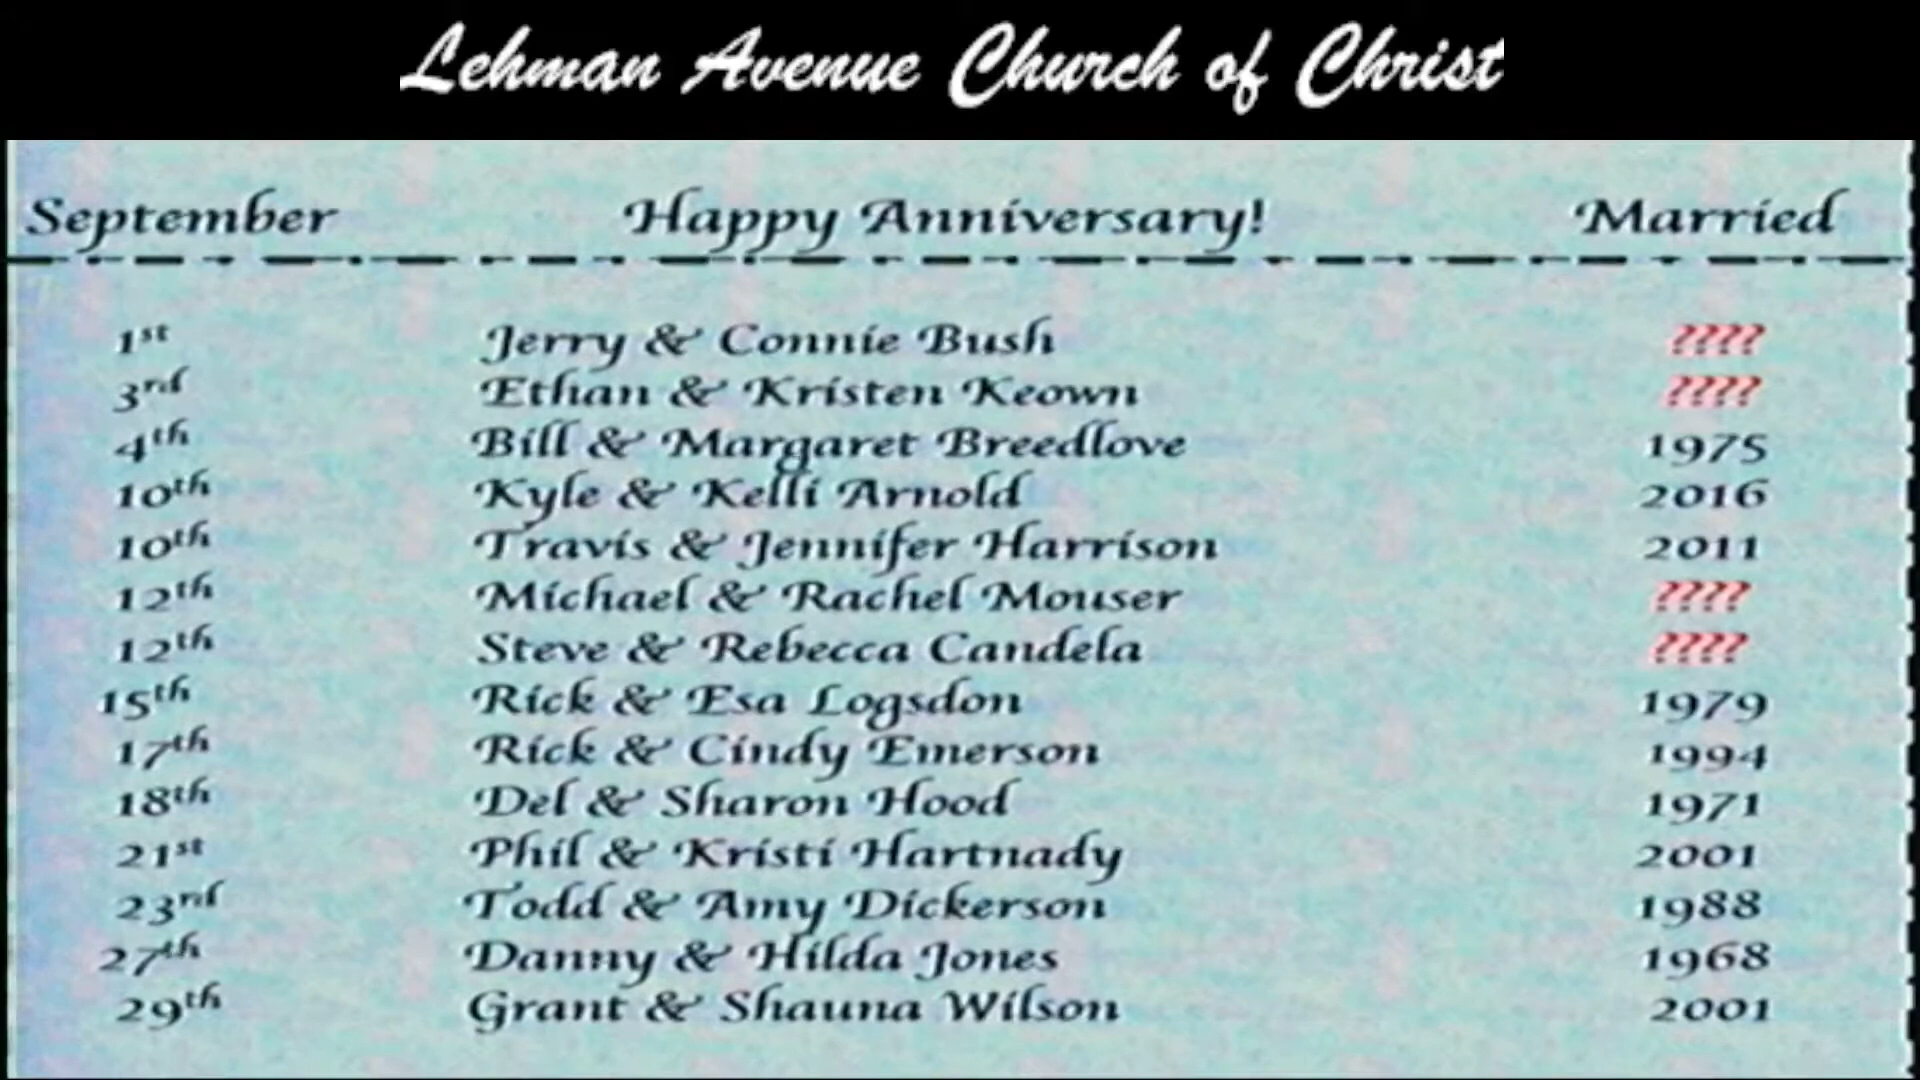 Lehman Avenue Church of Christ
September Happy Anniversary! Married
1st Jerry & Connie Bush ????
3rd Ethan & Kristen Keown ????
4th Bill & Margaret Breedlove 1975
10th Kyle & Kelli Arnold 2016
10th Travis & Jennifer Harrison 2011
12th Michael & Rachel Mouser ????
12th Steve & Rebecca Candela ????
15th Rick & Esa Logsdon 1979
17th Rick & Cindy Emerson 1994
18th Del & Sharon Hood 1971
21st Phil & Kristi Hartnady 2001
23rd Todd & Amy Dickerson 1988
27th Danny & Hilda Jones 1968
29th Grant & Shauna Wilson 2001